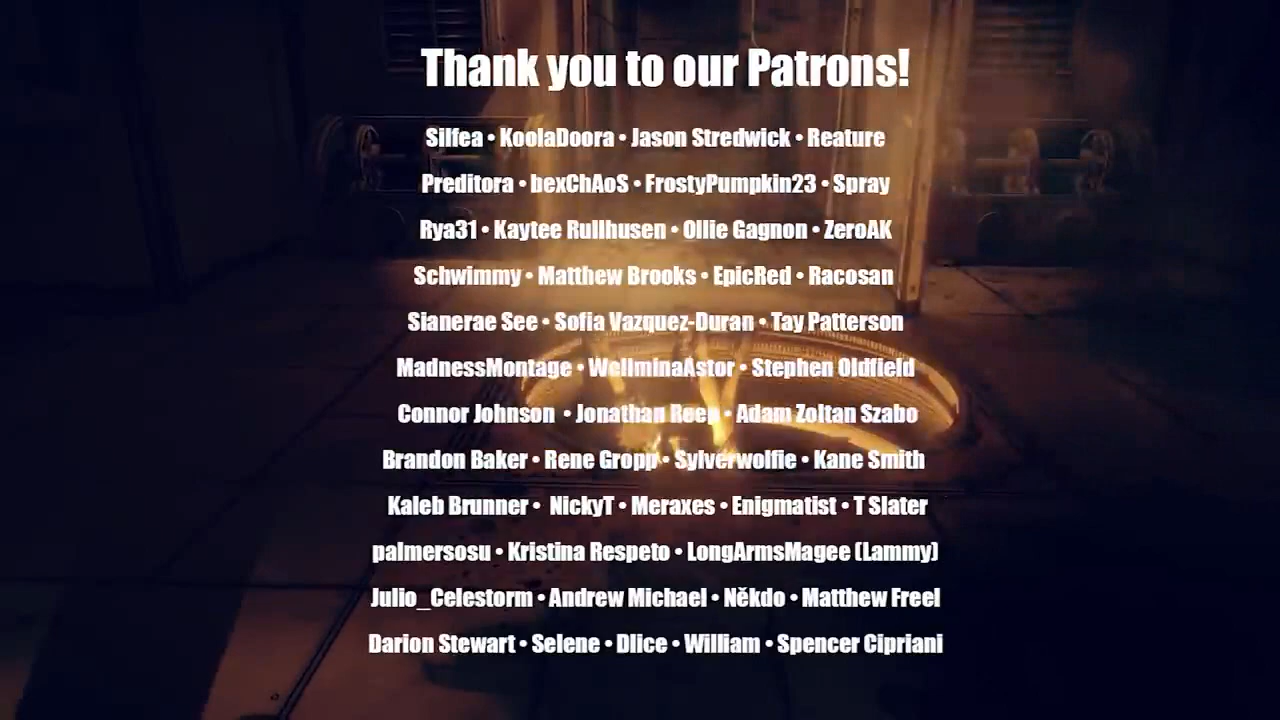 Thank you to our Patrons!
Silfea • KoolaDoora • Jason Stredwick • Reature
Preditora • bexChAoS • FrostyPumpkin23 • Spray
Rya31 • Kaytee Rullhusen • Ollie Gagnon • ZeroAK
Schwimmy • Matthew Brooks • EpicRed • Racosan
Sianerae See • Sofia Vazquez-Duran • Tay Patterson
MadnessMontage • WellminaAstor • Stephen Oldfield
Connor Johnson • Jonathan Reep • Adam Zoltan Szabo
Brandon Baker • Rene Gropp • Sylverwolfie • Kane Smith
Kaleb Brunner • NickyT • Meraxes • Enigmatist • T Slater
palmersosu • Kristina Respeto • LongArmsMagee (Lammy)
Julio_Celestorm • Andrew Michael • Někdo • Matthew Freel
Darion Stewart • Selene • Dlice • William • Spencer Cipriani